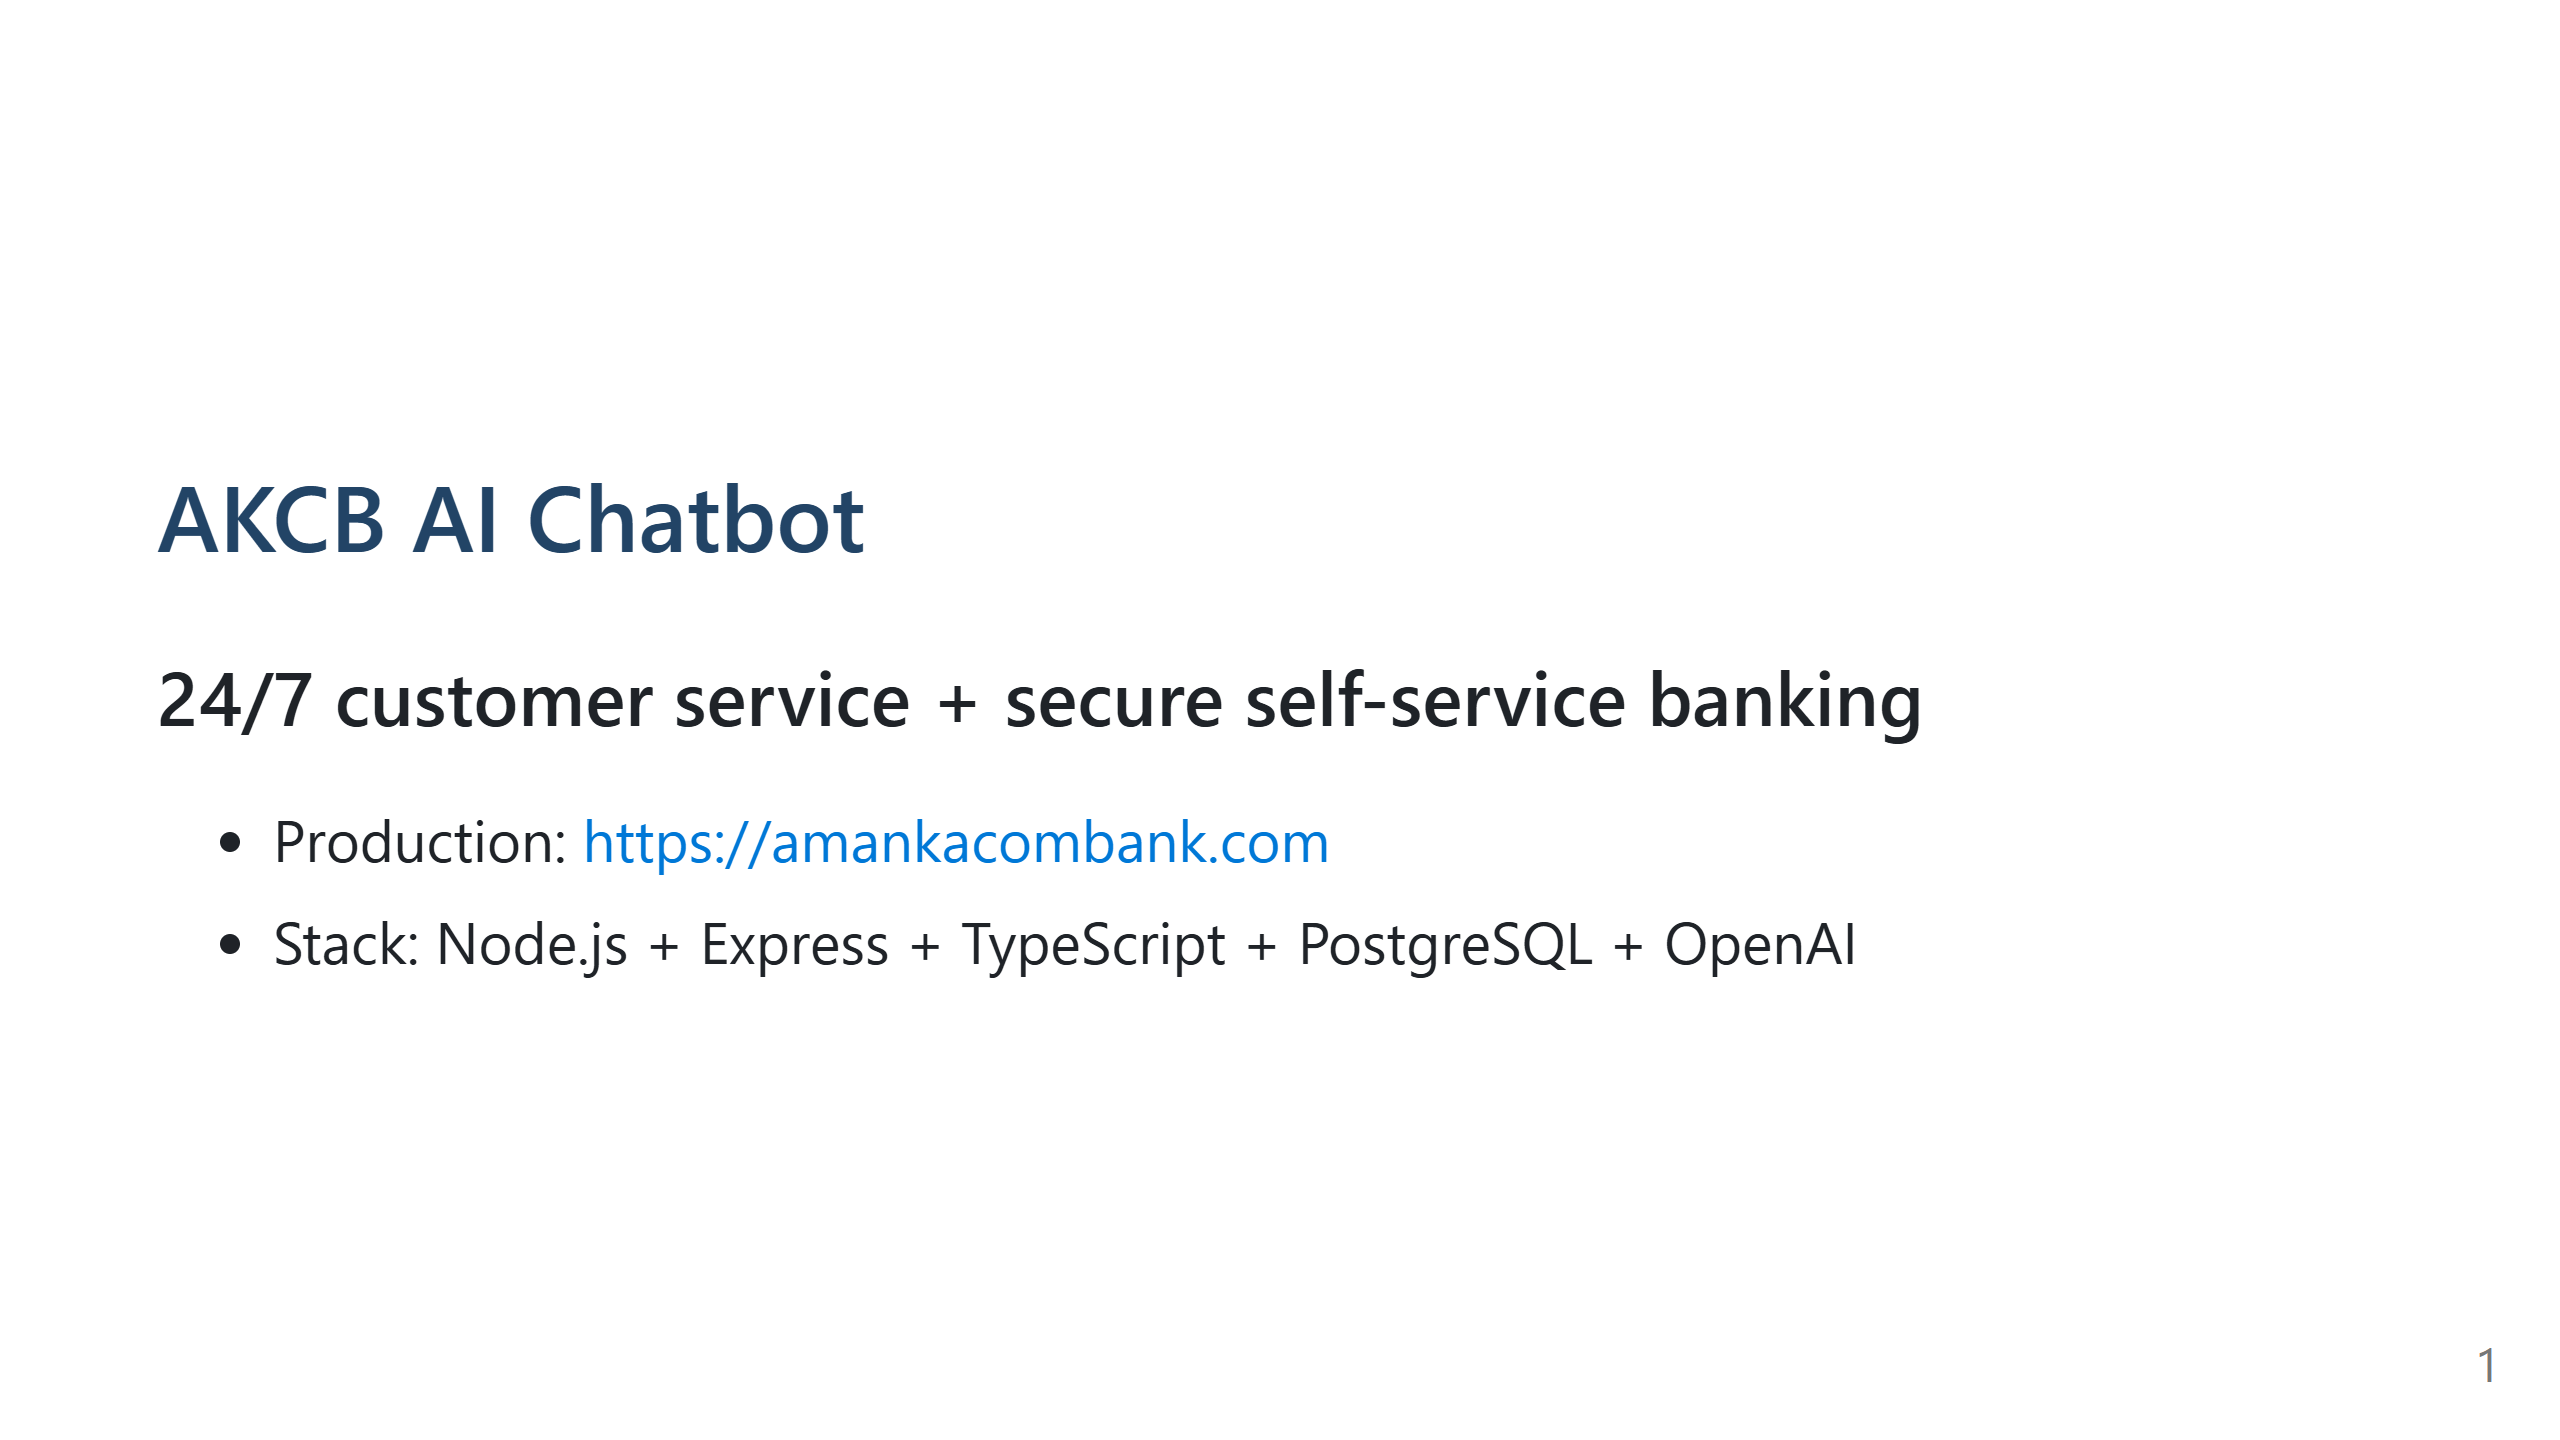 AKCB AI Chatbot
24/7 customer service + secure self-service banking
• Production: https://amankacombank.com
• Stack: Node.js + Express + TypeScript + PostgreSQL + OpenAI
1